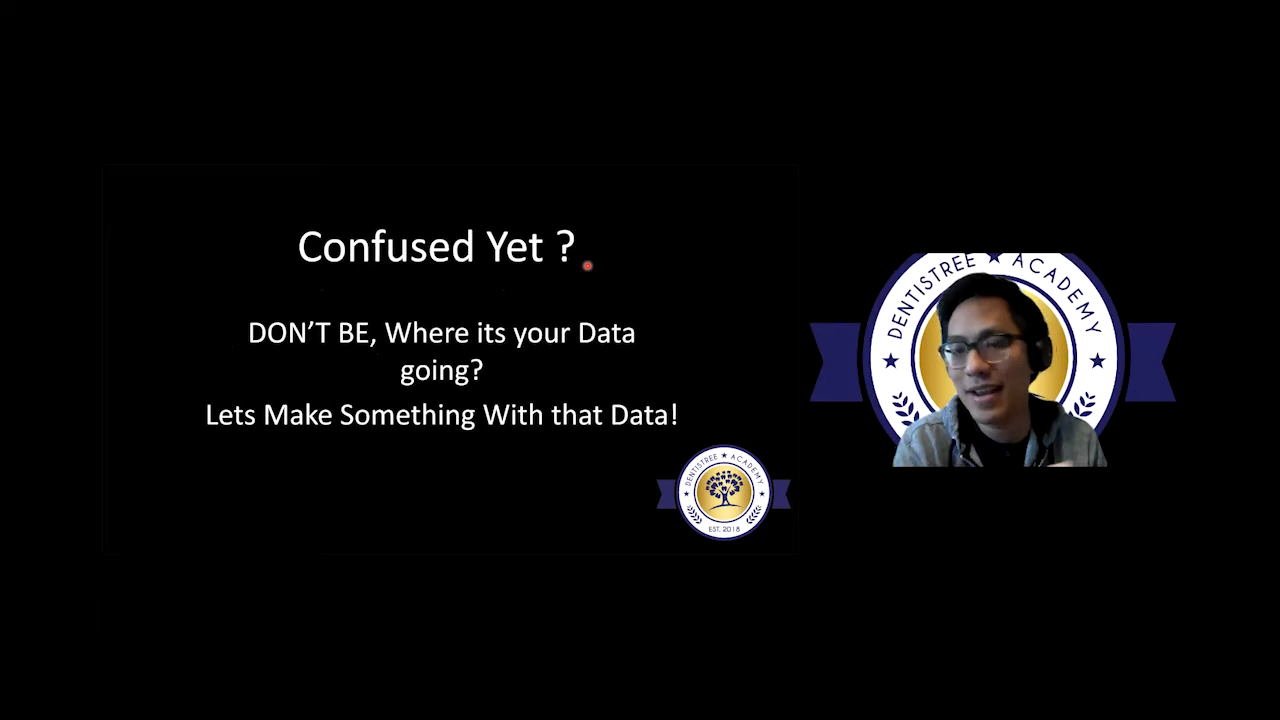 Confused Yet ?
DON'T BE, Where its your Data
going?
Lets Make Something With that Data!
DENTISTREE ★ ACADEMY
EST. 2018
DENTISTREE ★ ACADEMY